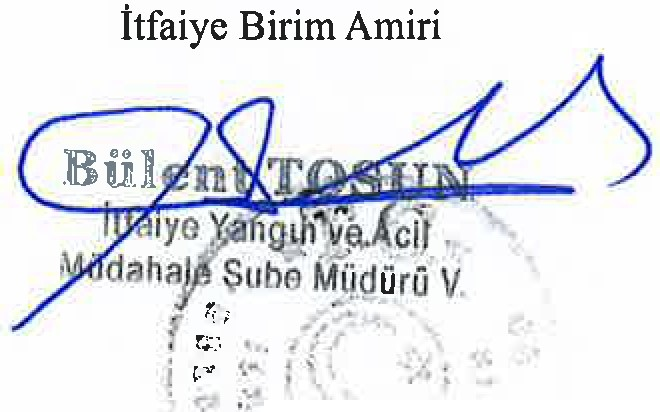 İtfaiye Birim Amiri
Bülent TOSUN
İtfaiye Yangın ve Acil
Müdahale Şube Müdürü V.